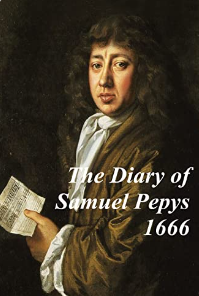 The Diary of
Samuel Pepys
1666